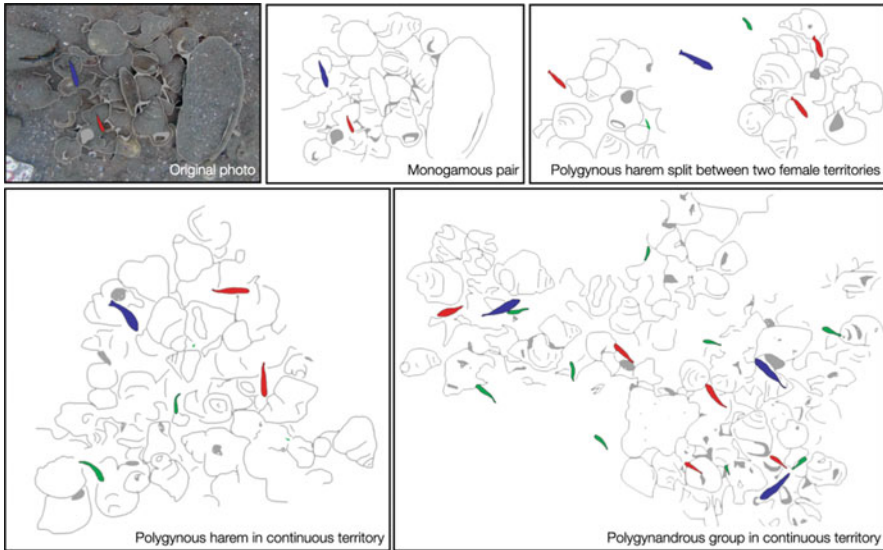 Original photo
Monogamous pair
Polygynous harem split between two female territories
Polygynous harem in continuous territory
Polygynandrous group in continuous territory